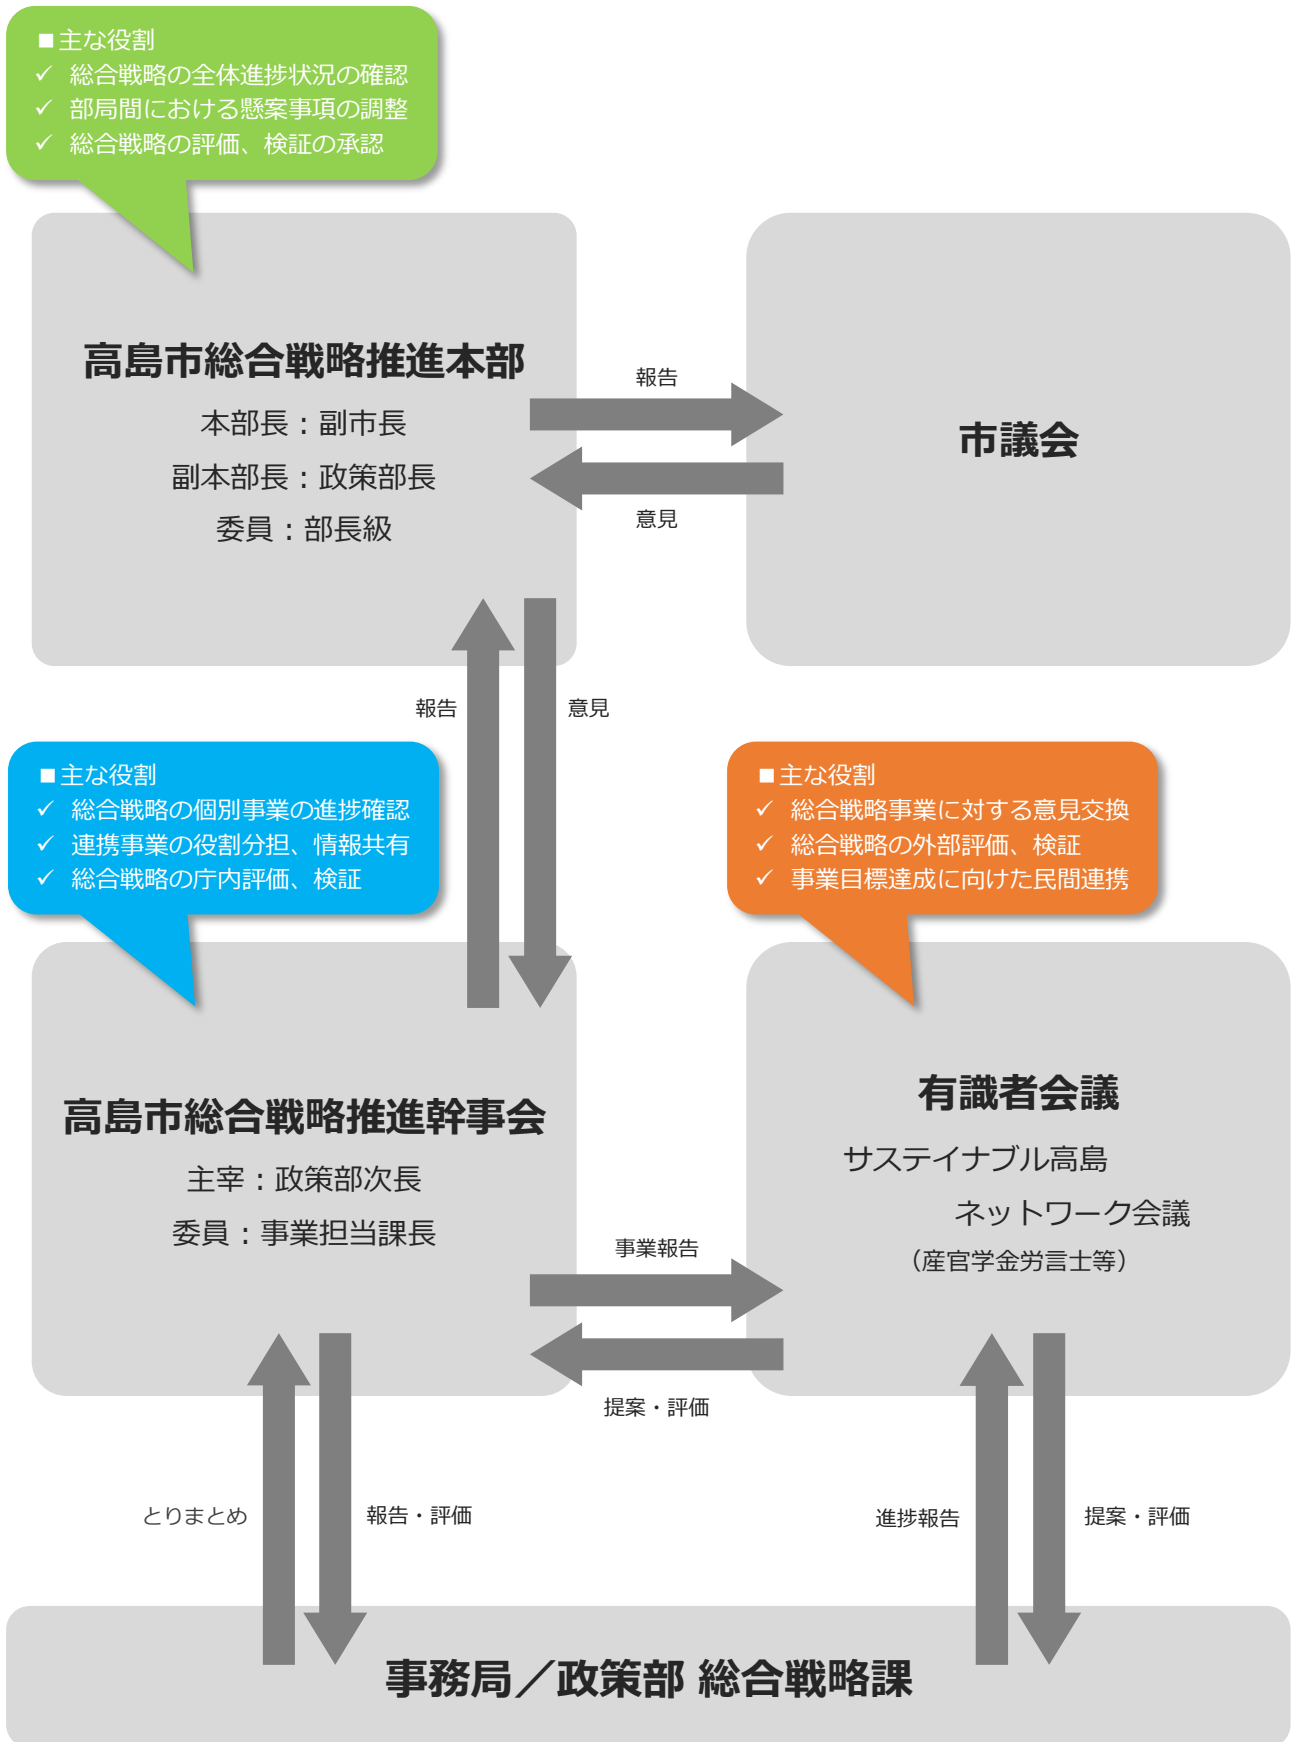 ■主な役割
✓ 総合戦略の全体進捗状況の確認
✓ 部局間における懸案事項の調整
✓ 総合戦略の評価、検証の承認
高島市総合戦略推進本部
本部長：副市長
副本部長：政策部長
委員：部長級
報告
意見
市議会
報告
意見
■主な役割
✓ 総合戦略の個別事業の進捗確認
✓ 連携事業の役割分担、情報共有
✓ 総合戦略の庁内評価、検証
■主な役割
✓ 総合戦略事業に対する意見交換
✓ 総合戦略の外部評価、検証
✓ 事業目標達成に向けた民間連携
高島市総合戦略推進幹事会
主宰：政策部次長
委員：事業担当課長
有識者会議
サステイナブル高島
ネットワーク会議
（産官学金労言士等）
事業報告
提案・評価
とりまとめ
報告・評価
進捗報告
提案・評価
事務局／政策部 総合戦略課